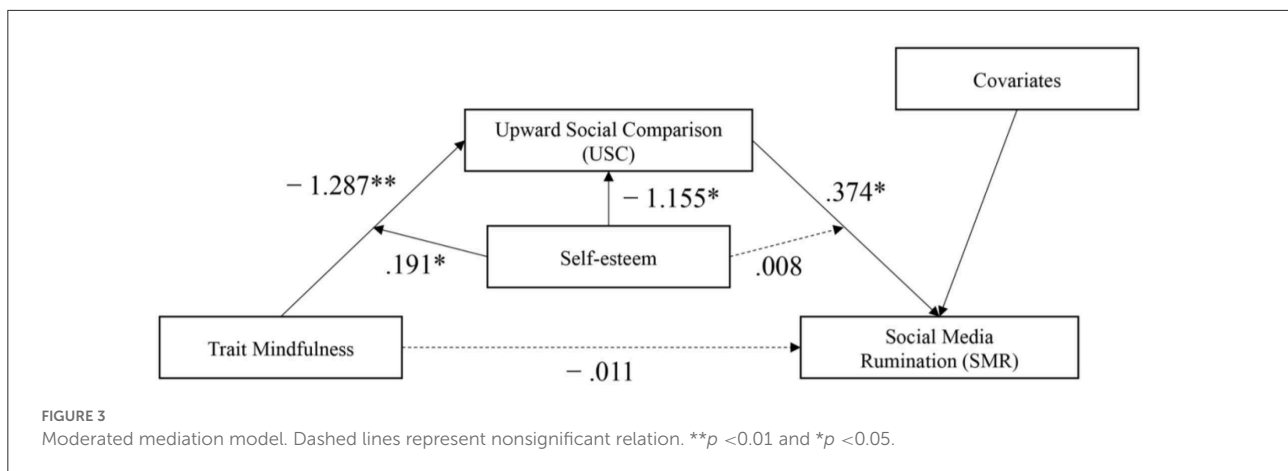 Covariates
Upward Social Comparison
(USC)
− 1.287**
− 1.155*
.374*
.191*
Self-esteem
.008
Trait Mindfulness
− .011
Social Media
Rumination (SMR)
FIGURE 3
Moderated mediation model. Dashed lines represent nonsignificant relation. **p <0.01 and *p <0.05.